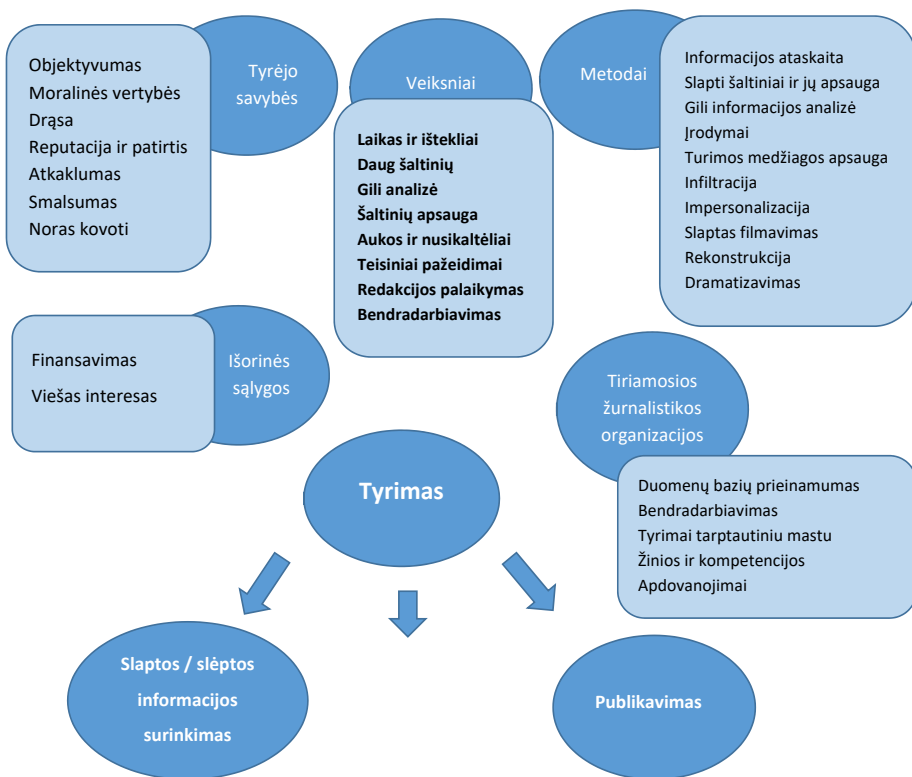 Objektyvumas
Moralinės vertybės
Drąsa
Reputacija ir patirtis
Atkaklumas
Smalsumas
Noras kovoti
Tyrėjo
savybės
Veiksniai
Laikas ir ištekliai
Daug šaltinių
Gili analizė
Šaltinių apsauga
Aukos ir nusikaltėliai
Teisiniai pažeidimai
Redakcijos palaikymas
Bendradarbiavimas
Metodai
Informacijos ataskaita
Slapti šaltiniai ir jų apsauga
Gili informacijos analizė
Įrodymai
Turimos medžiagos apsauga
Infiltracija
Impersonalizacija
Slaptas filmavimas
Rekonstrukcija
Dramatizavimas
Finansavimas
Viešas interesas
Išorinės
sąlygos
Tiriamosios
žurnalistikos
organizacijos
Duomenų bazių prieinamumas
Bendradarbiavimas
Tyrimai tarptautiniu mastu
Žinios ir kompetencijos
Apdovanojimai
Tyrimas
Slaptos / slėptos
informacijos
surinkimas
Publikavimas